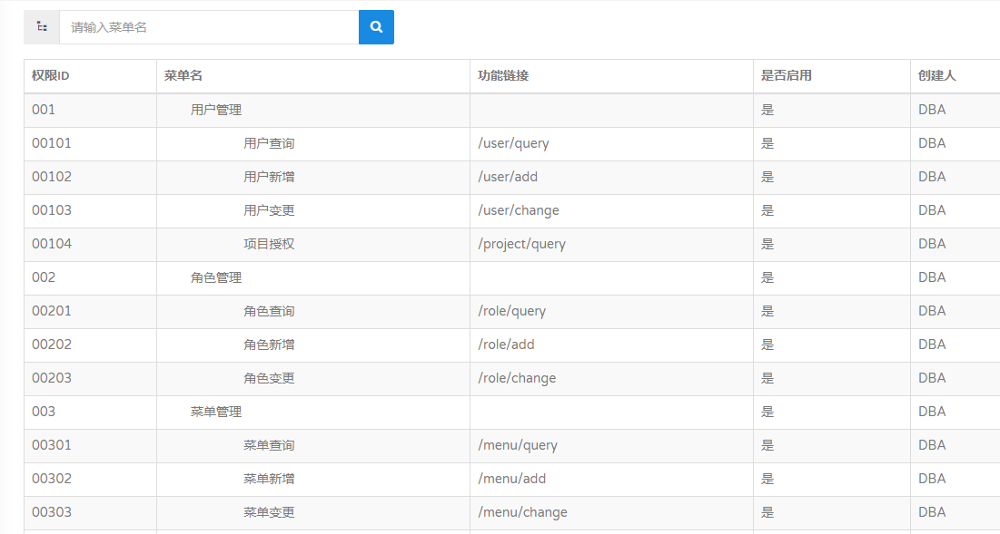 请输入菜单名
权限ID 菜单名 功能链接 是否启用 创建人
001 用户管理 是 DBA
00101 用户查询 /user/query 是 DBA
00102 用户新增 /user/add 是 DBA
00103 用户变更 /user/change 是 DBA
00104 项目授权 /project/query 是 DBA
002 角色管理 是 DBA
00201 角色查询 /role/query 是 DBA
00202 角色新增 /role/add 是 DBA
00203 角色变更 /role/change 是 DBA
003 菜单管理 是 DBA
00301 菜单查询 /menu/query 是 DBA
00302 菜单新增 /menu/add 是 DBA
00303 菜单变更 /menu/change 是 DBA